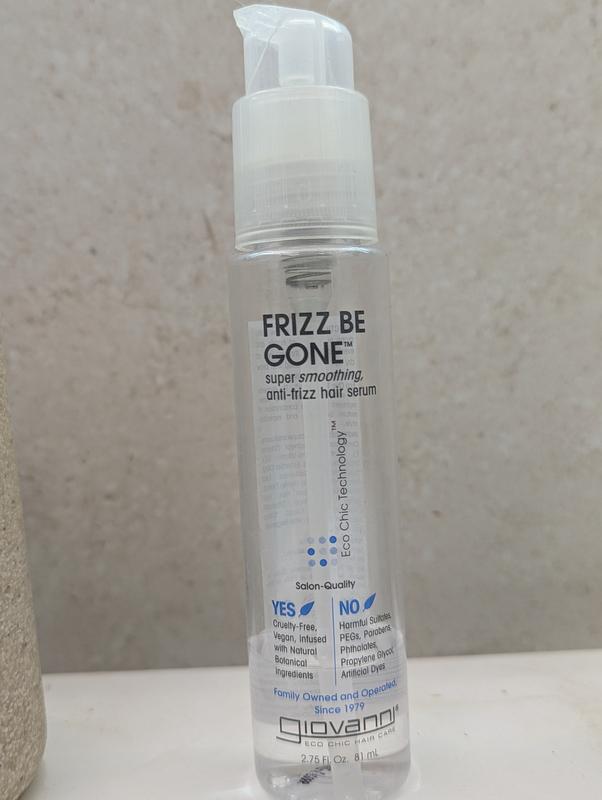 FRIZZ BE
GONE™
super smoothing,
anti-frizz hair serum
Eco Chic Technology™
Salon-Quality
YES
Cruelty-Free,
Vegan, Infused
with Natural
Botanical
Ingredients
NO
Harmful Sulfates,
PEGs, Parabens,
Phthalates,
Propylene Glycol,
Artificial Dyes
Family Owned and Operated,
Since 1979
giovanni®
ECO CHIC HAIR CARE
2.75 Fl. Oz. 81 mL